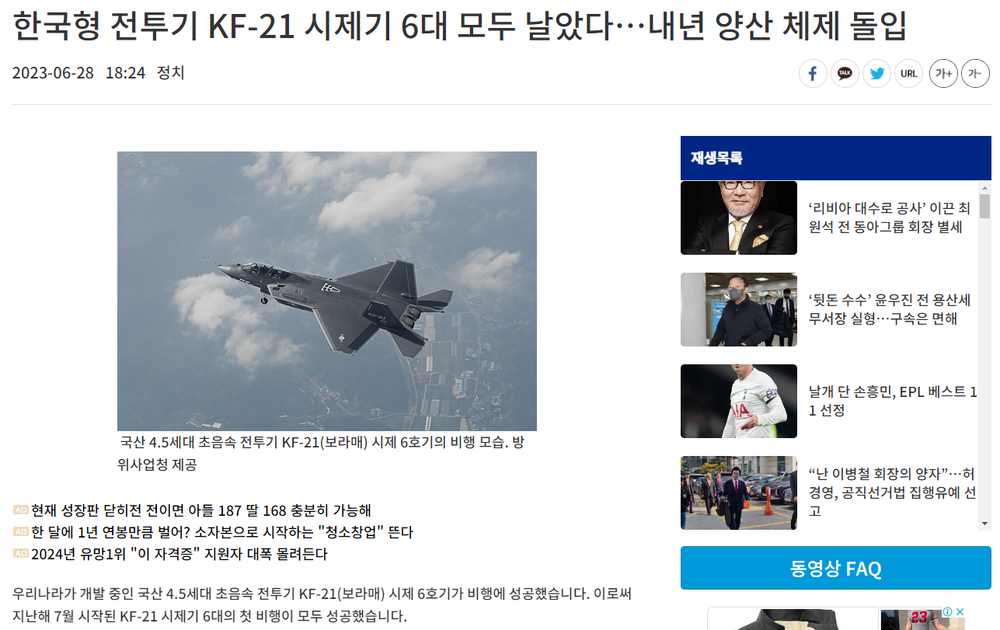 한국형 전투기 KF-21 시제기 6대 모두 날았다…내년 양산 체제 돌입
2023-06-28 18:24 정치
TALK
URL
가+
가-
국산 4.5세대 초음속 전투기 KF-21(보라매) 시제 6호기의 비행 모습. 방
위사업청 제공
AD 현재 성장판 닫히전 전이면 아들 187 딸 168 충분히 가능해
AD 한 달에 1년 연봉만큼 벌어? 소자본으로 시작하는 "청소창업" 뜬다
AD 2024년 유망1위 "이 자격증" 지원자 대폭 몰려든다
우리나라가 개발 중인 국산 4.5세대 초음속 전투기 KF-21(보라매) 시제 6호기가 비행에 성공했습니다. 이로써
지난해 7월 시작된 KF-21 시제기 6대의 첫 비행이 모두 성공했습니다.
재생목록
‘리비아 대수로 공사’ 이끈 최
원석 전 동아그룹 회장 별세
‘뒷돈 수수’ 윤우진 전 용산세
무서장 실형…구속은 면해
날개 단 손흥민, EPL 베스트 1
1 선정
“난 이병철 회장의 양자”…허
경영, 공직선거법 집행유예 선
고
동영상 FAQ
23